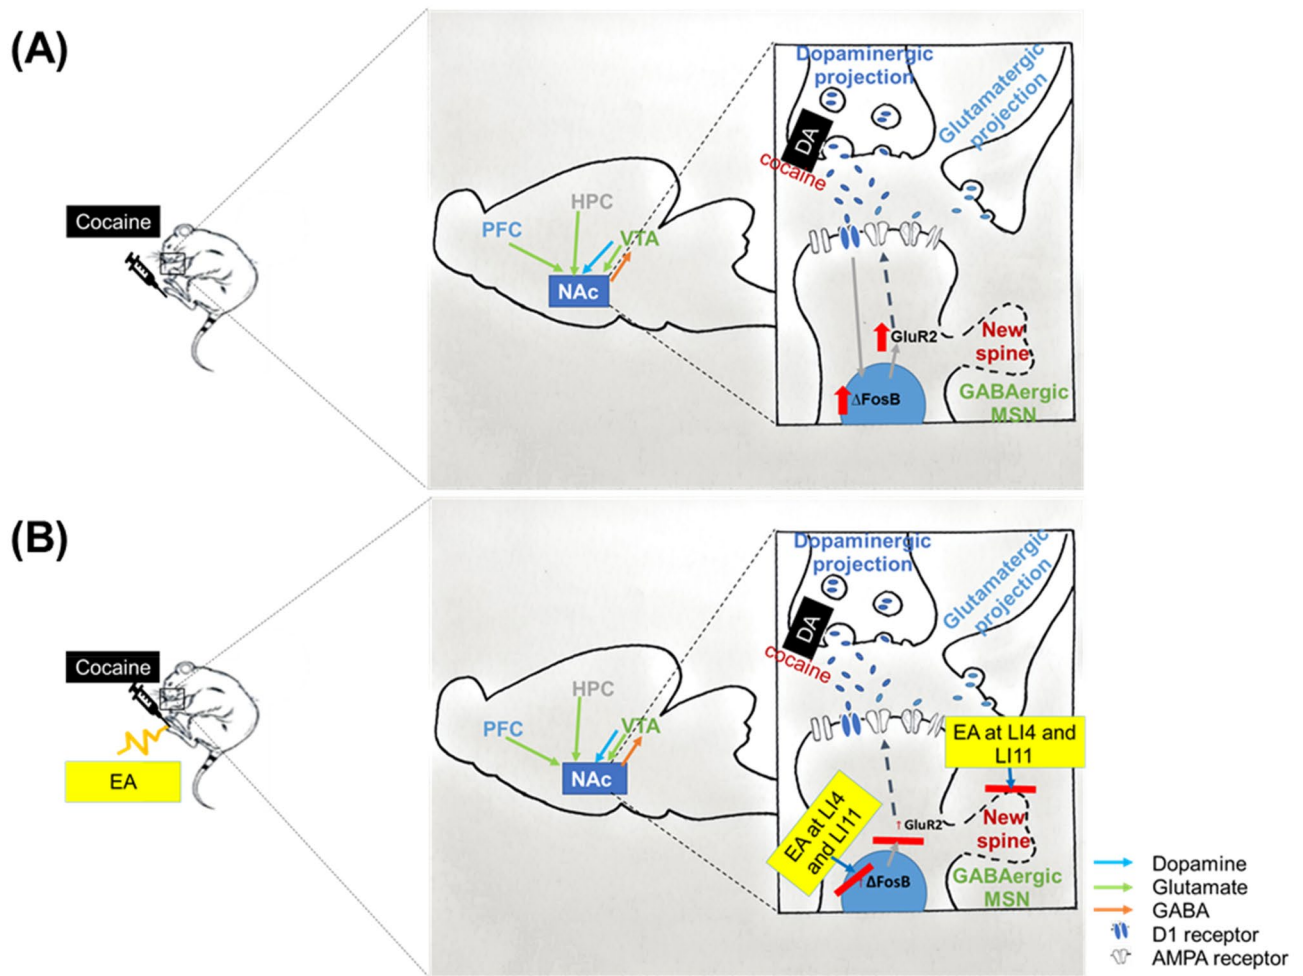 (A)
Cocaine
PFC
HPC
VTA
NAc
Dopaminergic
projection
Glutamatergic
projection
DA
cocaine
GluR2
ΔFosB
New
spine
GABAergic
MSN
(B)
Cocaine
EA
PFC
HPC
VTA
NAc
Dopaminergic
projection
Glutamatergic
projection
DA
cocaine
EA at LI4 and
LI11
EA at LI4
and LI11
↑ GluR2
↑ ΔFosB
New
spine
GABAergic
MSN
Dopamine
Glutamate
GABA
D1 receptor
AMPA receptor